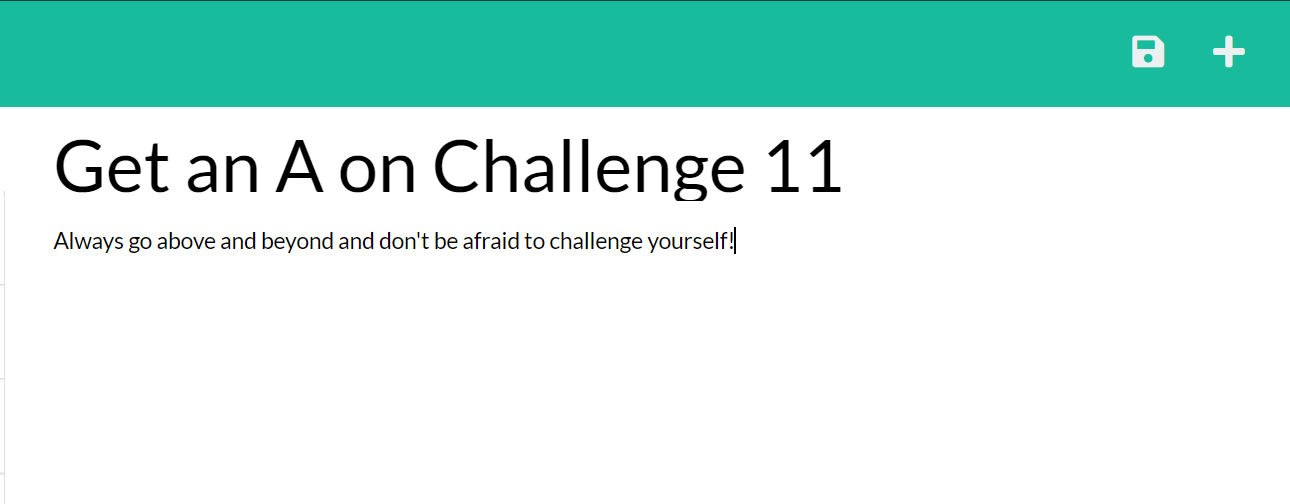 Get an A on Challenge 11
Always go above and beyond and don't be afraid to challenge yourself!